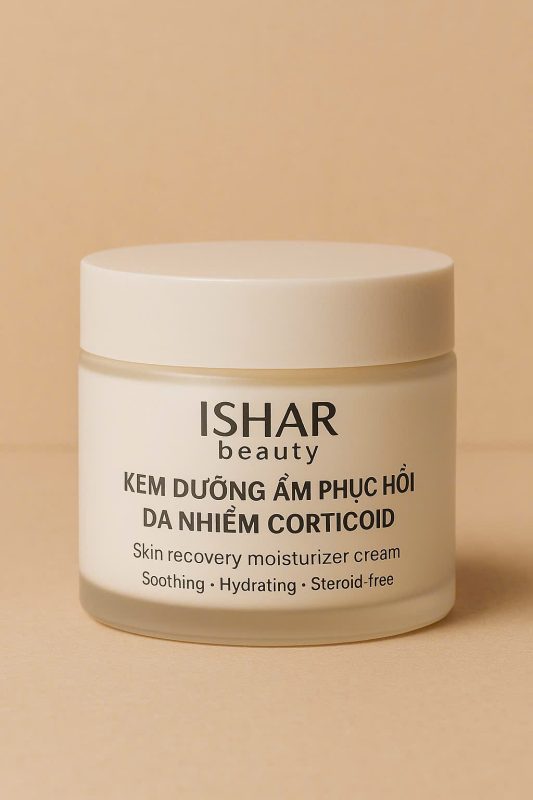 ISHAR
beauty
KEM DƯỠNG ẨM PHỤC HỒI
DA NHIỄM CORTICOID
Skin recovery moisturizer cream
Soothing • Hydrating • Steroid-free